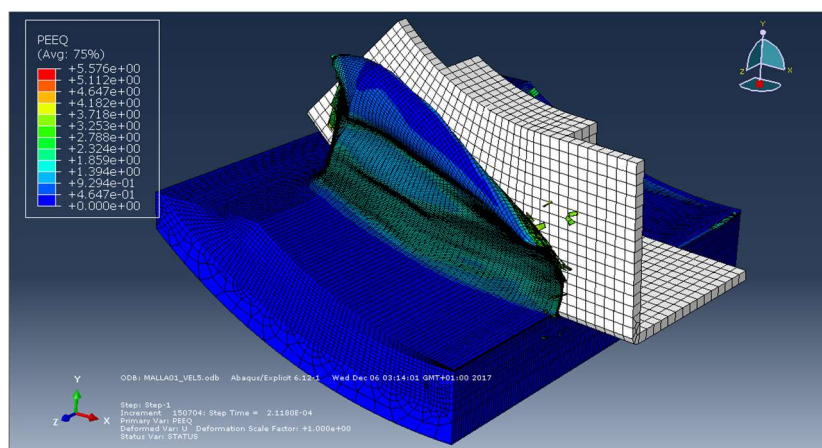 PEEQ
(Avg: 75%)
+5.576e+00
+5.112e+00
+4.647e+00
+4.182e+00
+3.718e+00
+3.253e+00
+2.788e+00
+2.324e+00
+1.859e+00
+1.394e+00
+9.294e-01
+4.647e-01
+0.000e+00
Y
Z
X
ODB: MALLA01_VEL5.odb    Abaqus/Explicit 6.12-1    Wed Dec 06 03:14:01 GMT+01:00 2017
Y
Z
X
Step: Step-1
Increment    150704: Step Time =    2.1180E-04
Primary Var: PEEQ
Deformed Var: U    Deformation Scale Factor: +1.000e+00
Status Var: STATUS